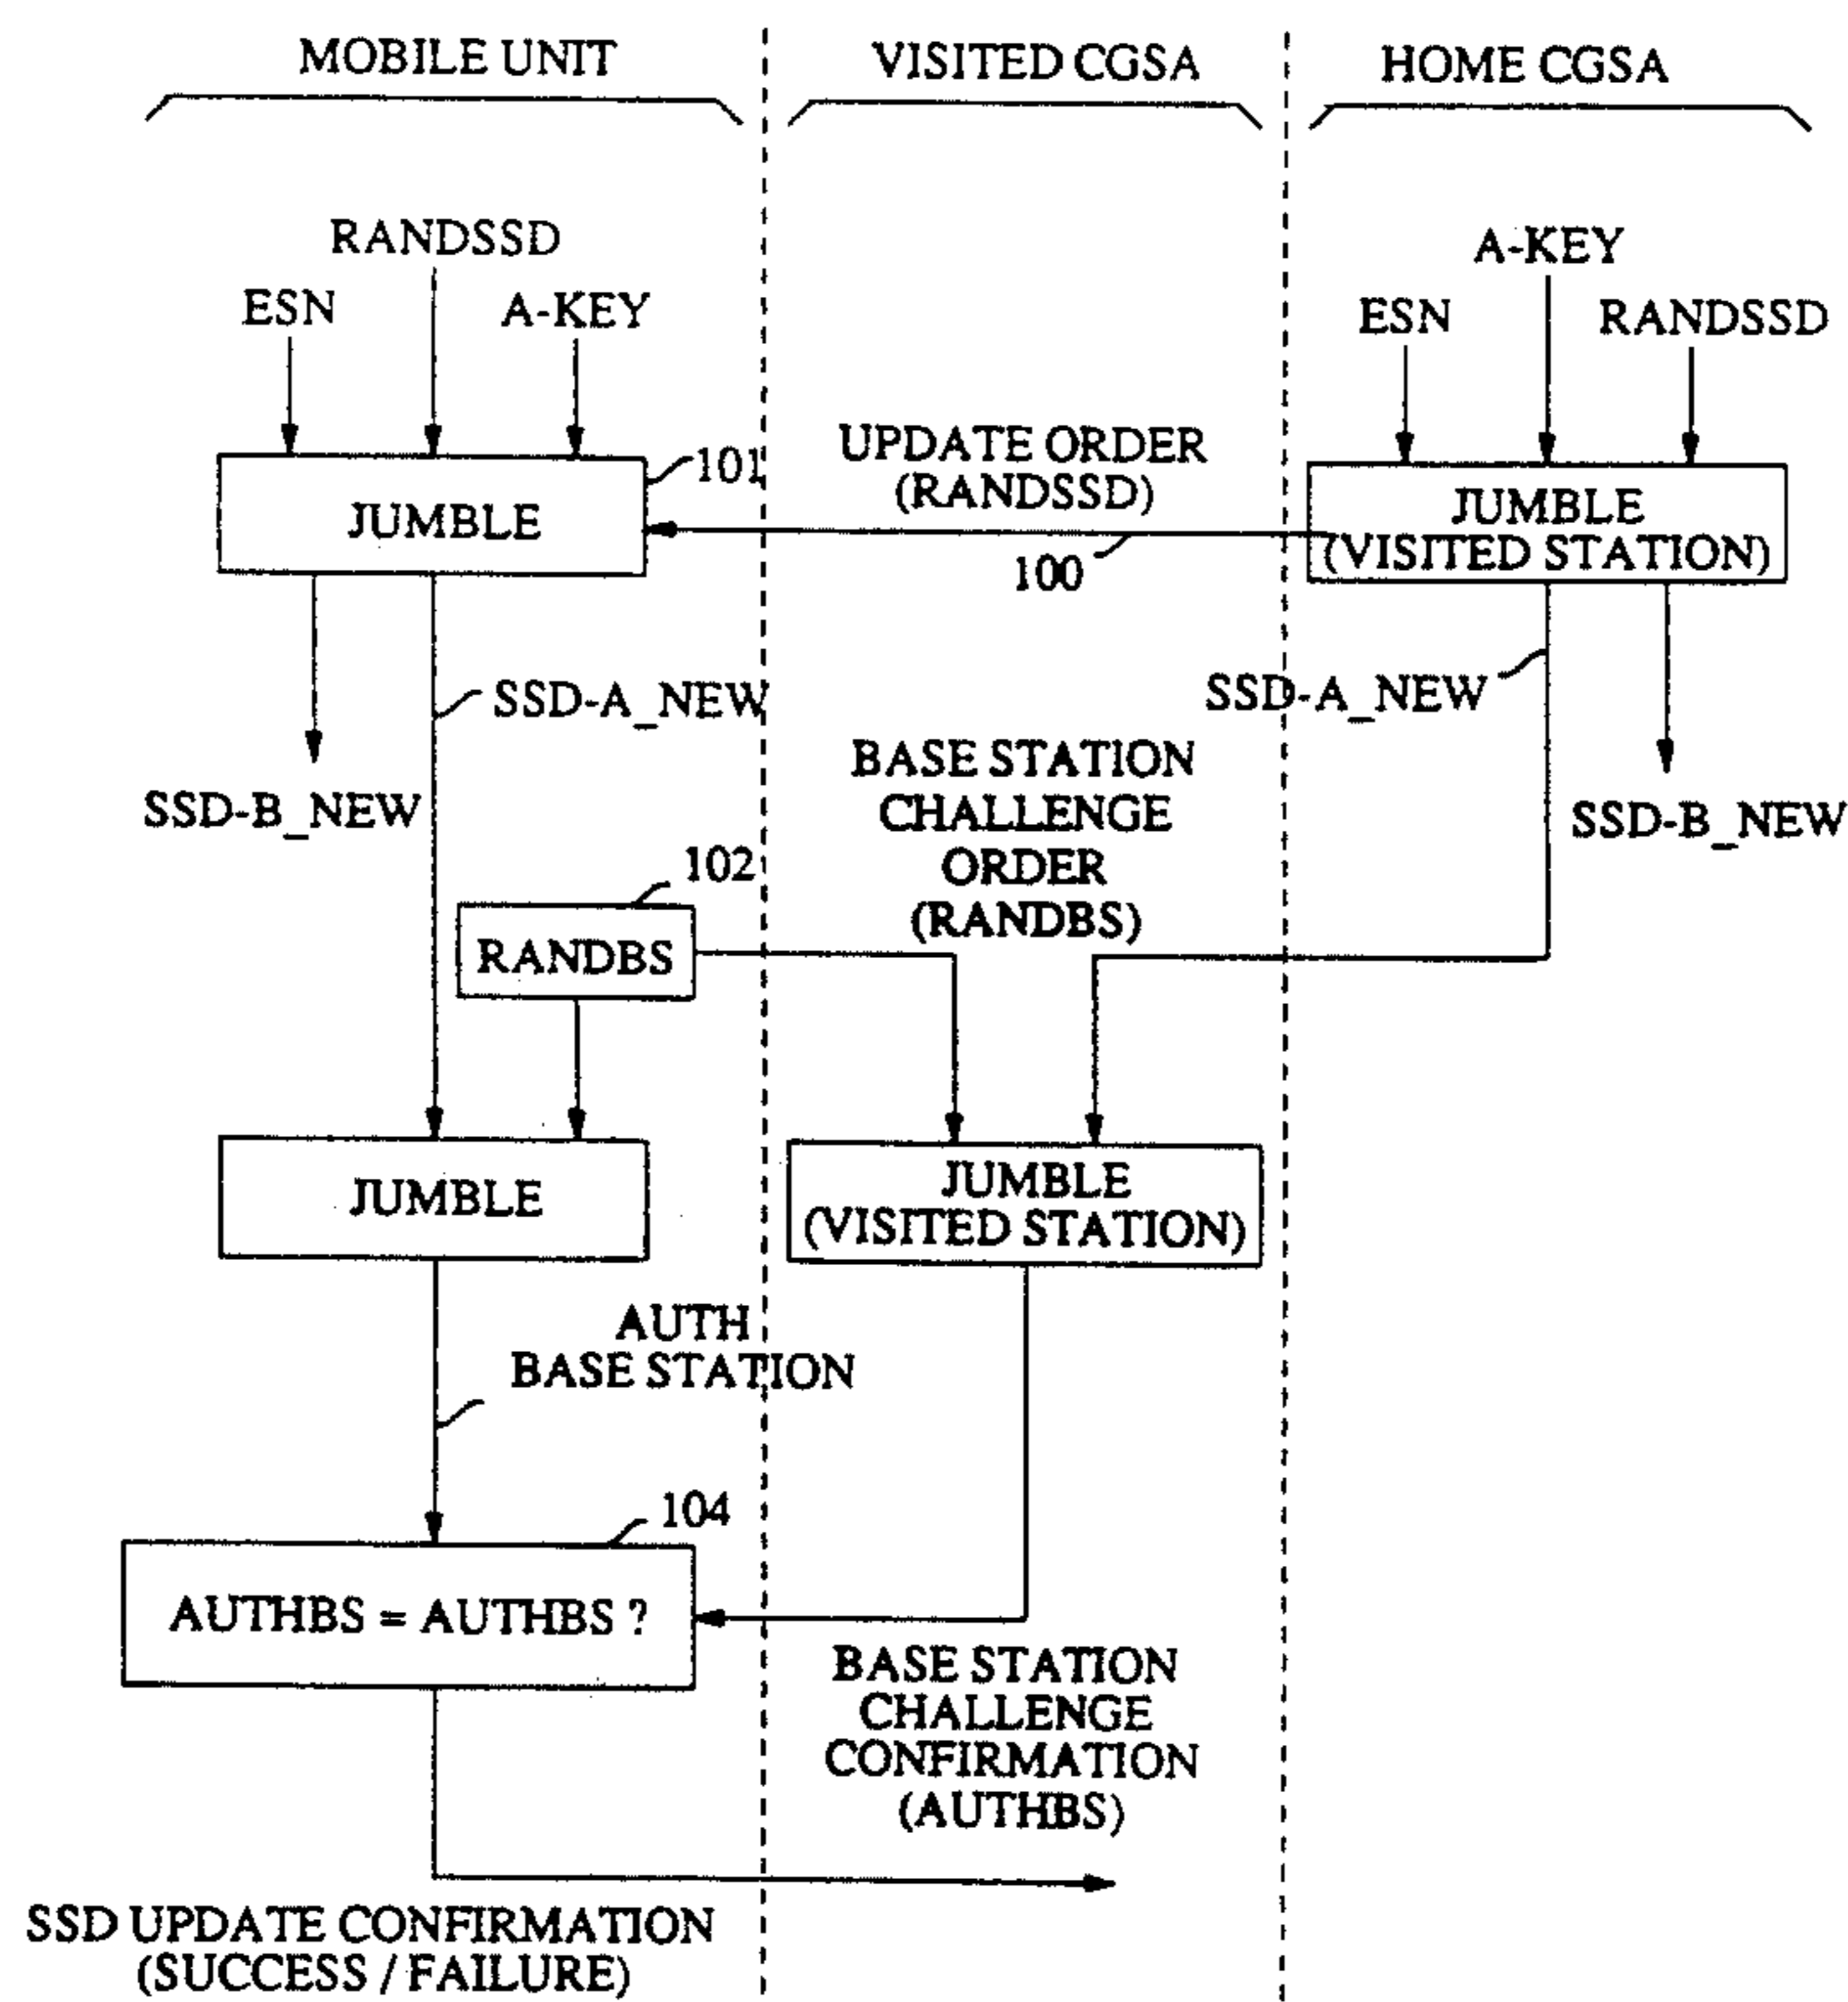 MOBILE UNIT
VISITED CGSA
HOME CGSA
RANDSSD
ESN
A-KEY
A-KEY
ESN
RANDSSD
101
JUMBLE
UPDATE ORDER
(RANDSSD)
100
JUMBLE
(VISITED STATION)
SSD-A_NEW
SSD-B_NEW
SSD-A_NEW
SSD-B_NEW
BASE STATION
CHALLENGE
ORDER
(RANDBS)
102
RANDBS
JUMBLE
JUMBLE
(VISITED STATION)
AUTH
BASE STATION
104
AUTHBS = AUTHBS ?
BASE STATION
CHALLENGE
CONFIRMATION
(AUTHBS)
SSD UPDATE CONFIRMATION
(SUCCESS / FAILURE)